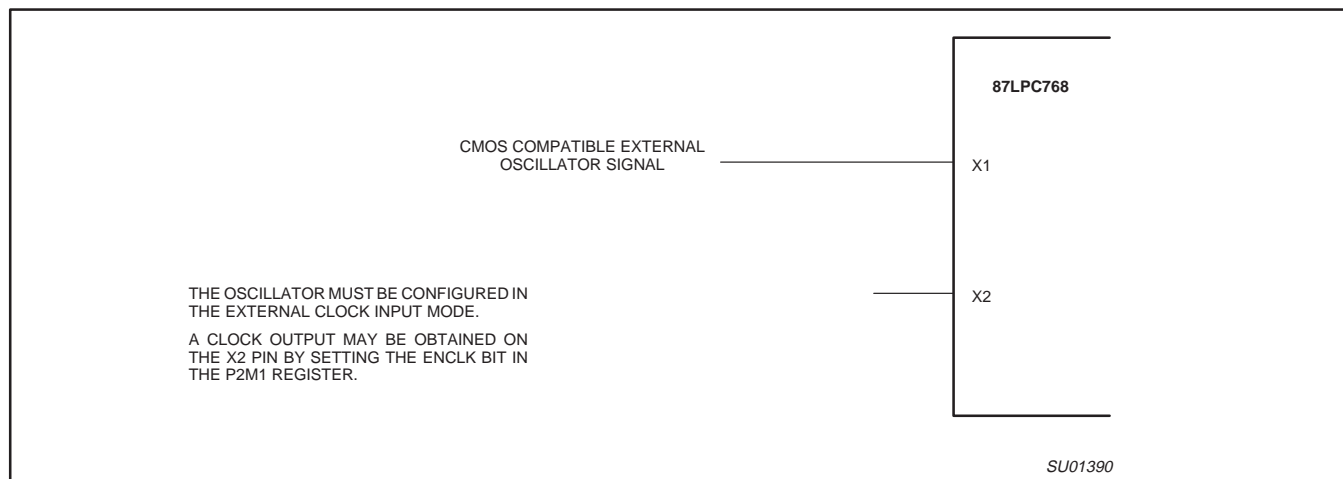 87LPC768
CMOS COMPATIBLE EXTERNAL
OSCILLATOR SIGNAL
X1
THE OSCILLATOR MUST BE CONFIGURED IN
THE EXTERNAL CLOCK INPUT MODE.
X2
A CLOCK OUTPUT MAY BE OBTAINED ON
THE X2 PIN BY SETTING THE ENCLK BIT IN
THE P2M1 REGISTER.
SU01390